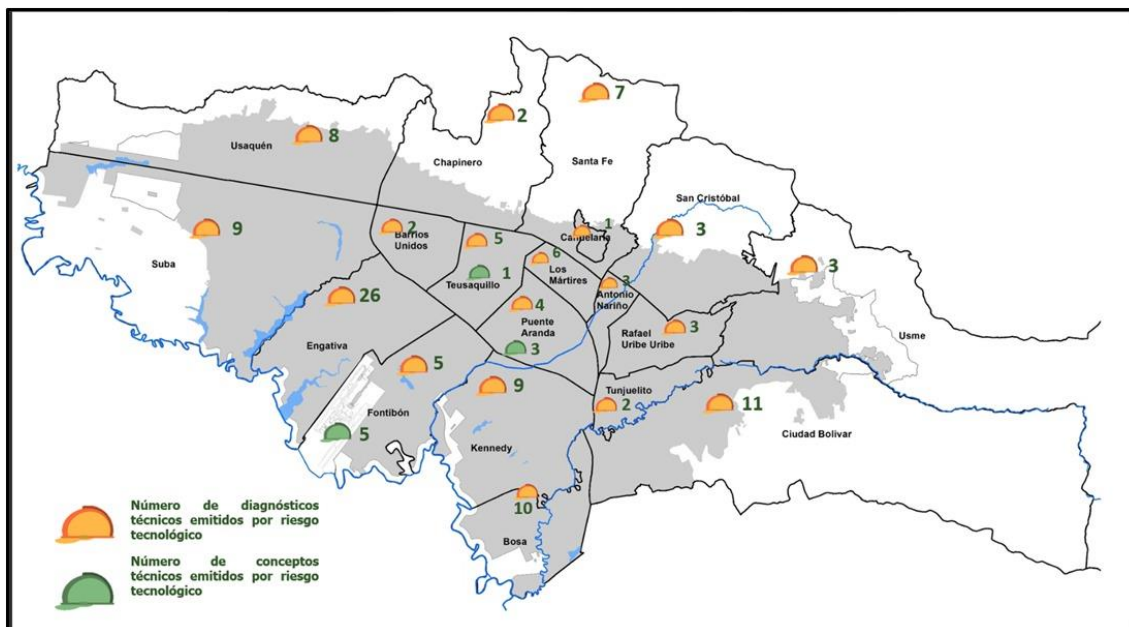 7
2
8
Usaquén
Chapinero
Santa Fe
San Cristóbal
9
2
Barrios
Unidos
5
1
Candelaria
3
Suba
6
Los
Mártires
1
Teusaquillo
3
3
Antonio
Nariño
26
4
Puente
Aranda
3
Rafael
Uribe Uribe
Usme
Engativa
3
5
9
Tunjuelito
2
11
Fontibón
5
Kennedy
Ciudad Bolivar
10
Bosa
Número de diagnósticos
técnicos emitidos por riesgo
tecnológico
Número de conceptos
técnicos emitidos por riesgo
tecnológico